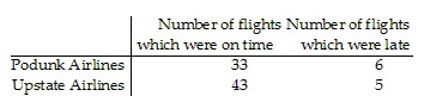 Number of flights Number of flights
which were on time which were late
Podunk Airlines 33 6
Upstate Airlines 43 5